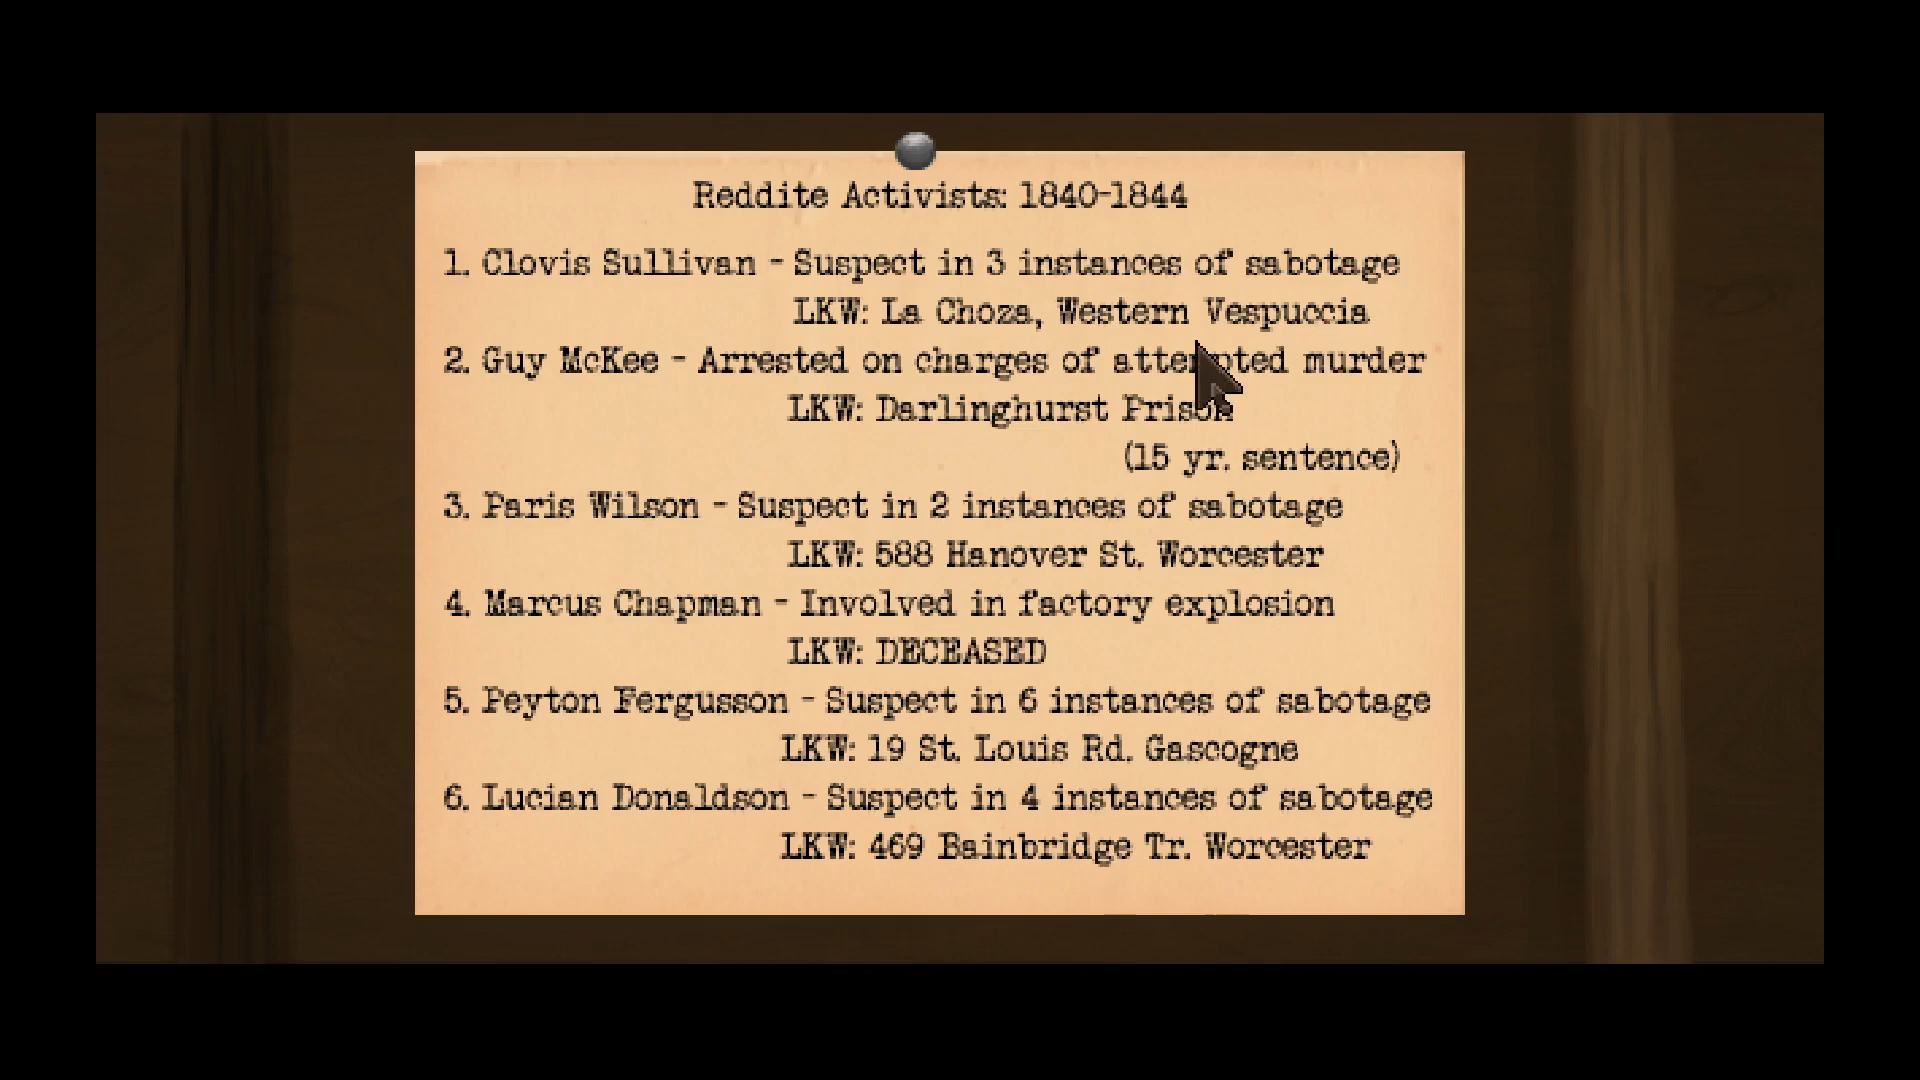 Reddite Activists: 1840-1844
1. Clovis Sullivan - Suspect in 3 instances of sabotage
LKW: La Choza, Western Vespuccia
2. Guy McKee - Arrested on charges of attempted murder
LKW: Darlinghurst Prison
(15 yr. sentence)
3. Paris Wilson - Suspect in 2 instances of sabotage
LKW: 588 Hanover St. Worcester
4. Marcus Chapman - Involved in factory explosion
LKW: DECEASED
5. Peyton Fergusson - Suspect in 6 instances of sabotage
LKW: 19 St. Louis Rd. Gascogne
6. Lucian Donaldson - Suspect in 4 instances of sabotage
LKW: 469 Bainbridge Tr. Worcester